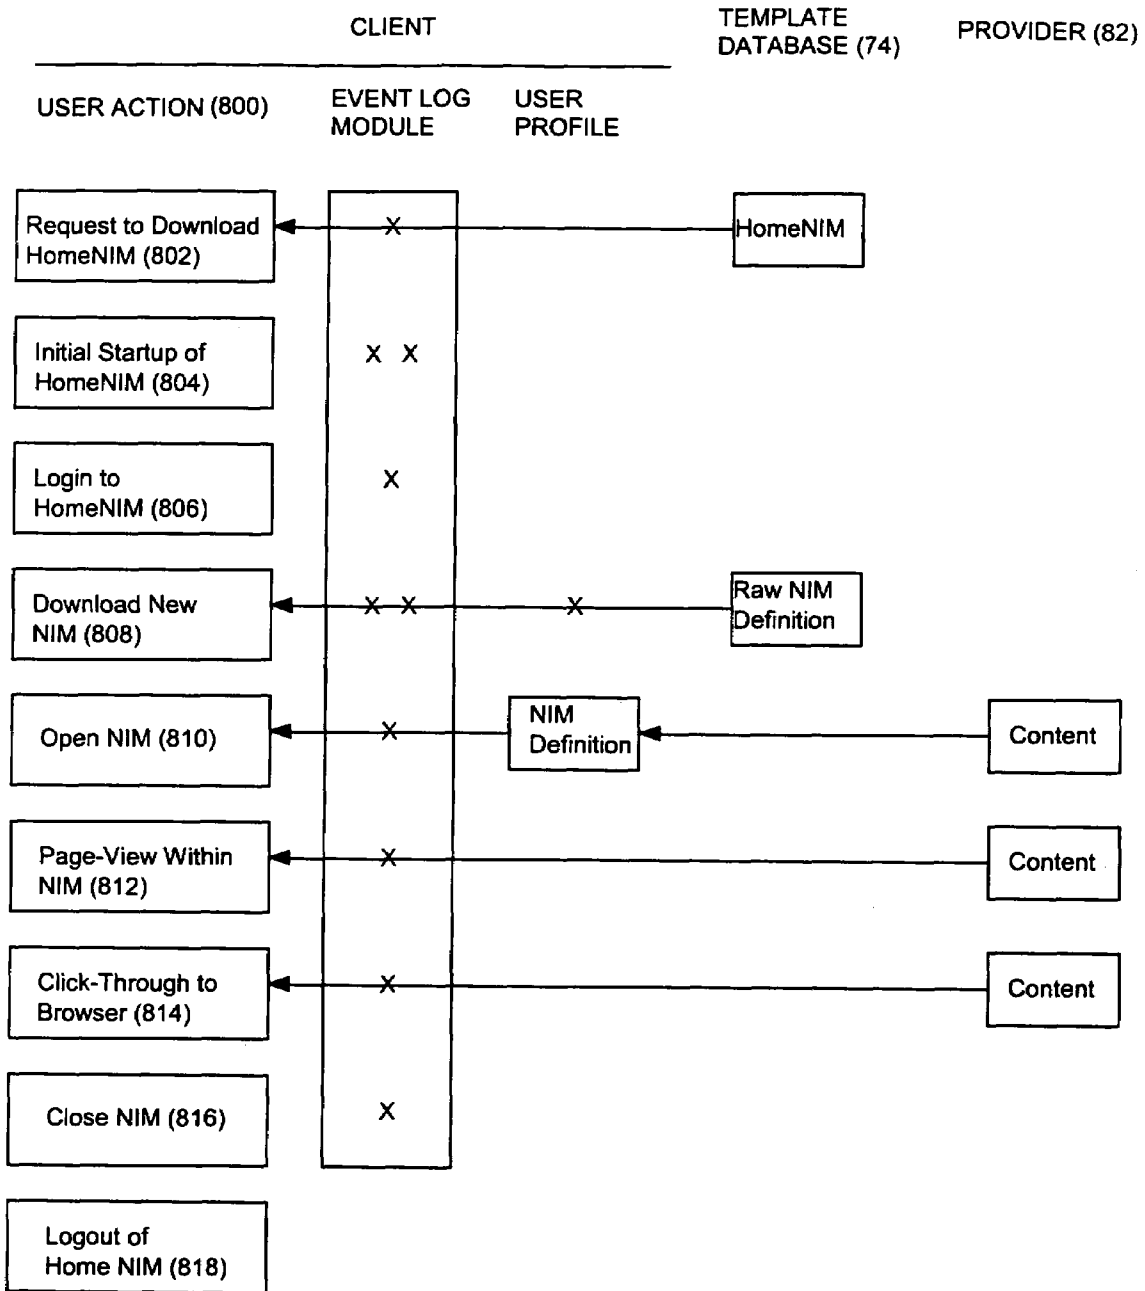 CLIENT
TEMPLATE
DATABASE (74)
PROVIDER (82)
USER ACTION (800)
EVENT LOG
MODULE
USER
PROFILE
Request to Download
HomeNIM (802)
X
HomeNIM
Initial Startup of
HomeNIM (804)
X X
Login to
HomeNIM (806)
X
Download New
NIM (808)
X X
X
Raw NIM
Definition
Open NIM (810)
X
NIM
Definition
Content
Page-View Within
NIM (812)
X
Content
Click-Through to
Browser (814)
X
Content
Close NIM (816)
X
Logout of
Home NIM (818)